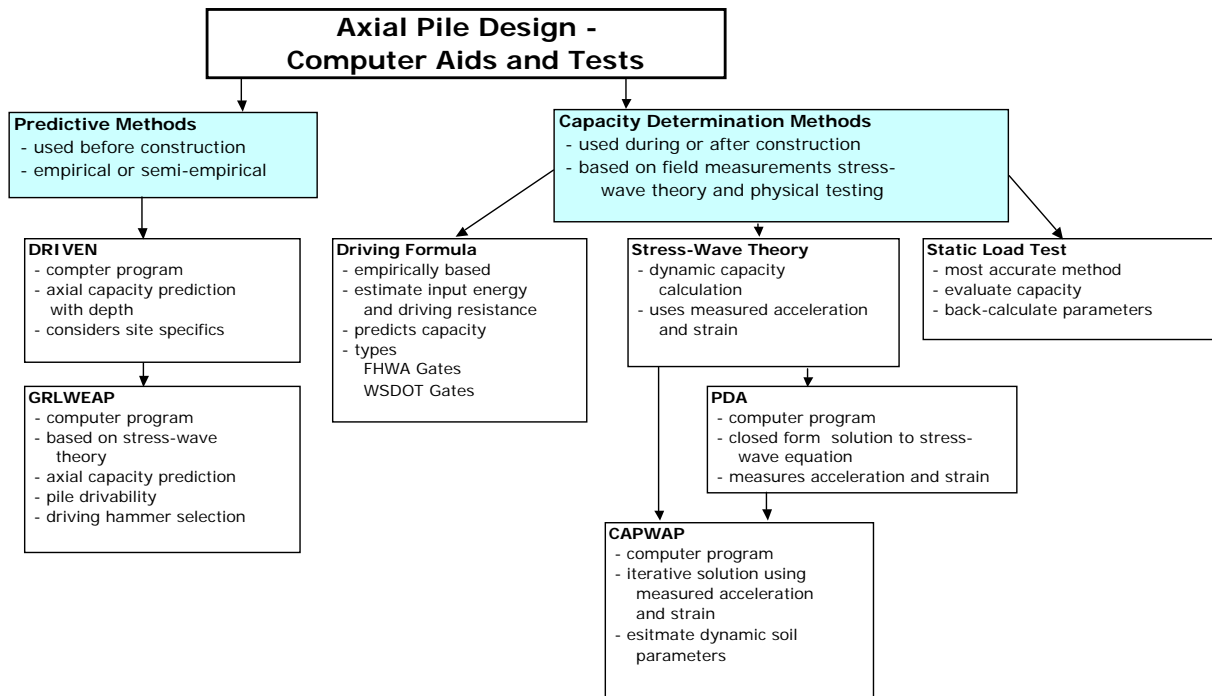 Axial Pile Design -
Computer Aids and Tests
Predictive Methods
- used before construction
- empirical or semi-empirical
Capacity Determination Methods
- used during or after construction
- based on field measurements stress-
wave theory and physical testing
DRIVEN
- compter program
- axial capacity prediction
with depth
- considers site specifics
Driving Formula
- empirically based
- estimate input energy
and driving resistance
- predicts capacity
- types
FHWA Gates
WSDOT Gates
Stress-Wave Theory
- dynamic capacity
calculation
- uses measured acceleration
and strain
Static Load Test
- most accurate method
- evaluate capacity
- back-calculate parameters
GRLWEAP
- computer program
- based on stress-wave
theory
- axial capacity prediction
- pile drivability
- driving hammer selection
PDA
- computer program
- closed form solution to stress-
wave equation
- measures acceleration and strain
CAPWAP
- computer program
- iterative solution using
measured acceleration
and strain
- esitmate dynamic soil
parameters